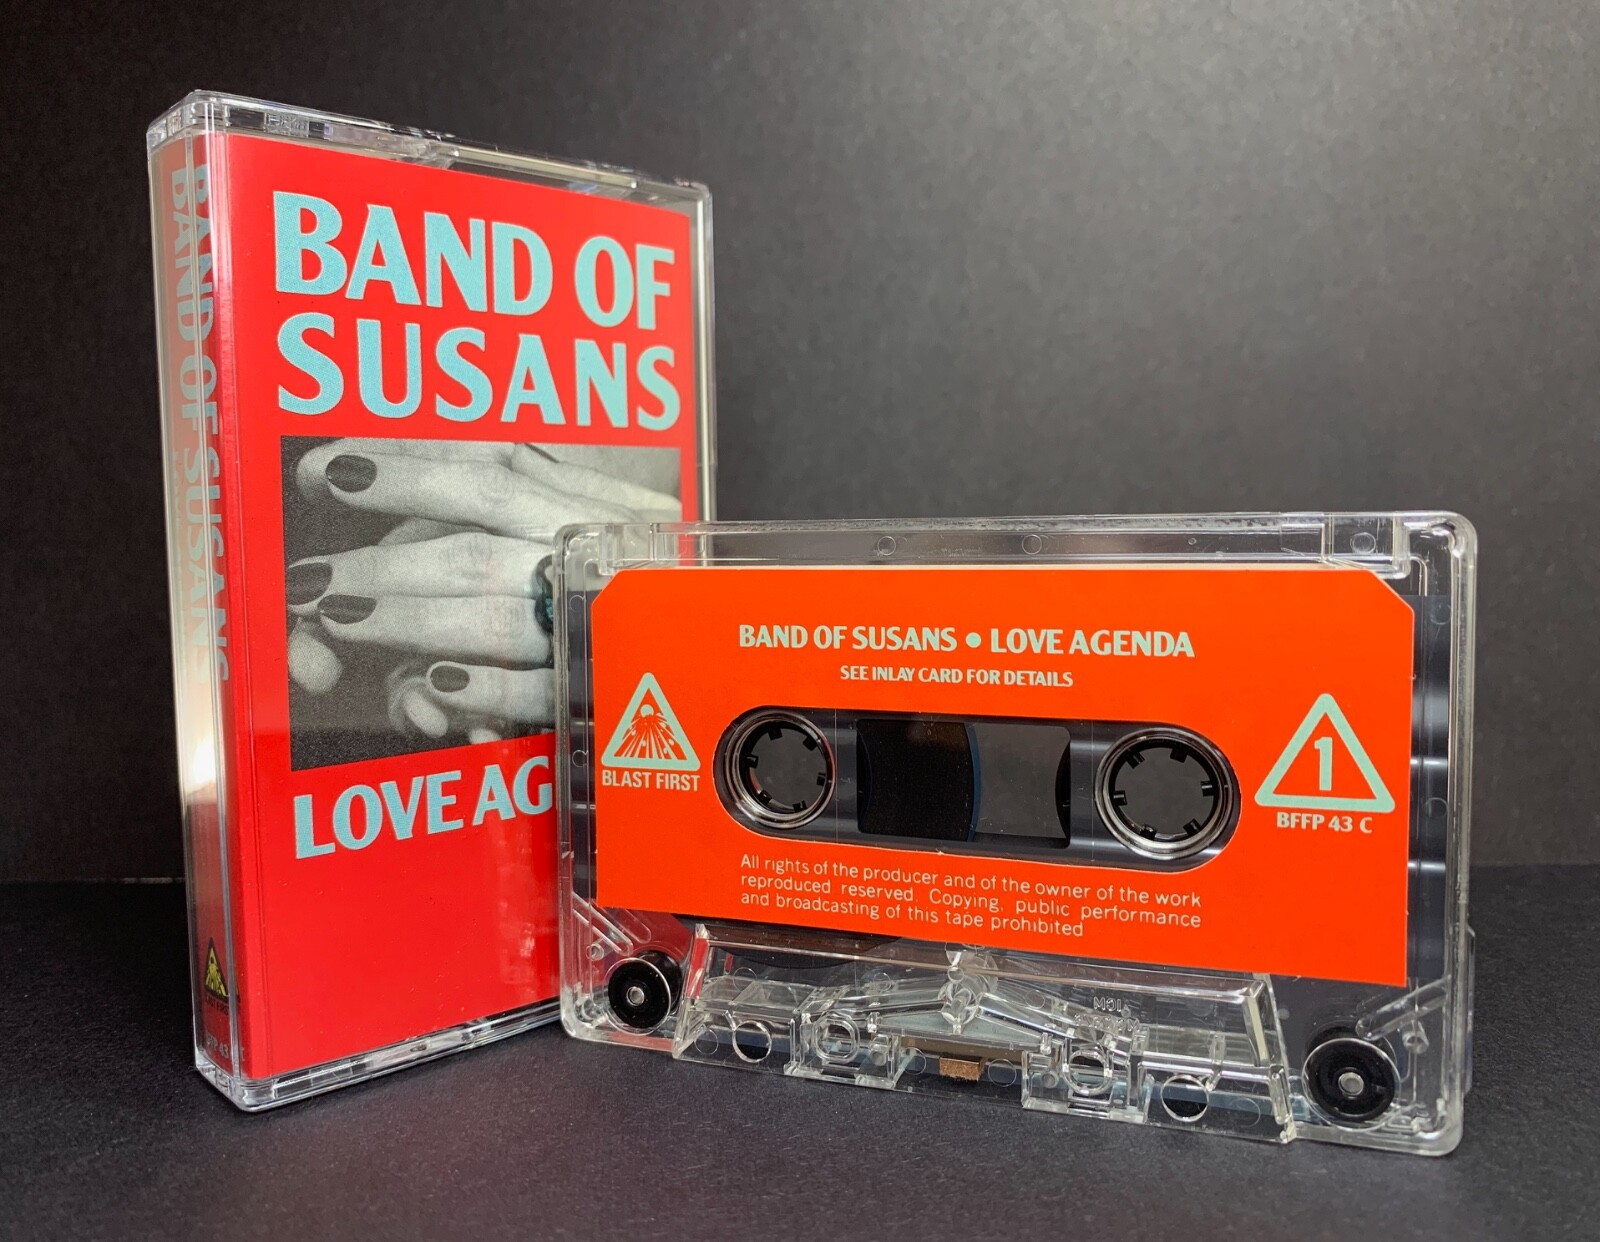 BAND OF
SUSANS
LOVE AG
BAND OF SUSANS
BAND OF SUSANS • LOVE AGENDA
SEE INLAY CARD FOR DETAILS
BLAST FIRST
1
BFFP 43 C
All rights of the producer and of the owner of the work
reproduced reserved. Copying, public performance
and broadcasting of this tape prohibited